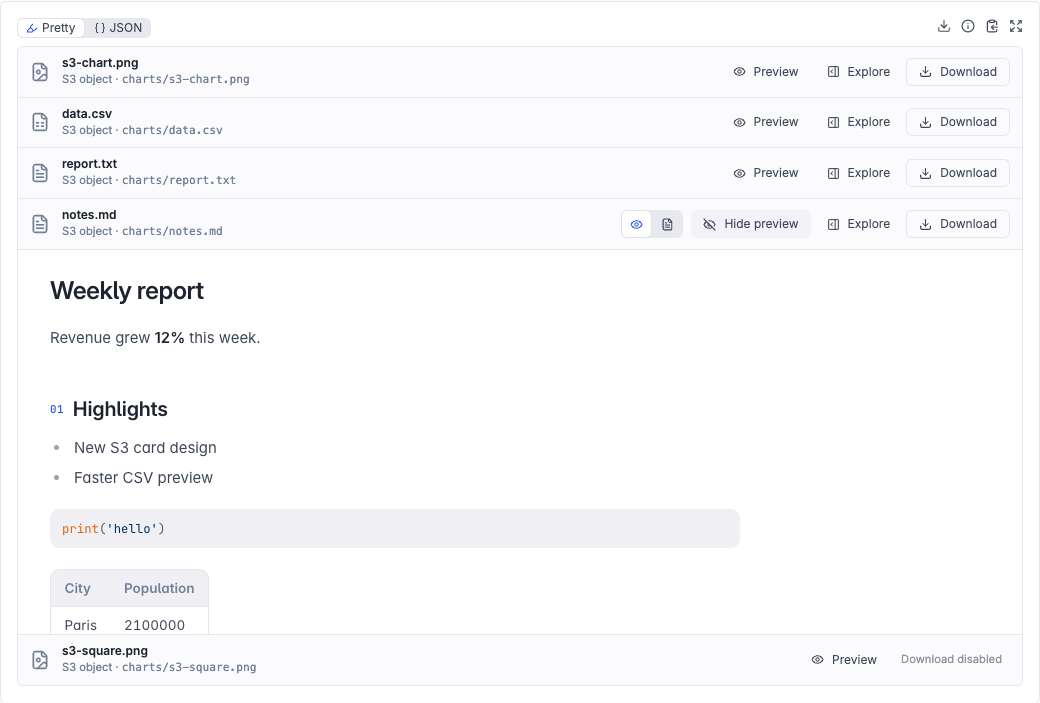 Pretty
{ } JSON
s3-chart.png
S3 object · charts/s3-chart.png
Preview
Explore
Download
data.csv
S3 object · charts/data.csv
Preview
Explore
Download
report.txt
S3 object · charts/report.txt
Preview
Explore
Download
notes.md
S3 object · charts/notes.md
Hide preview
Explore
Download
Weekly report
Revenue grew 12% this week.
01 Highlights
New S3 card design
Faster CSV preview
print('hello')
City Population
Paris 2100000
s3-square.png
S3 object · charts/s3-square.png
Preview
Download disabled